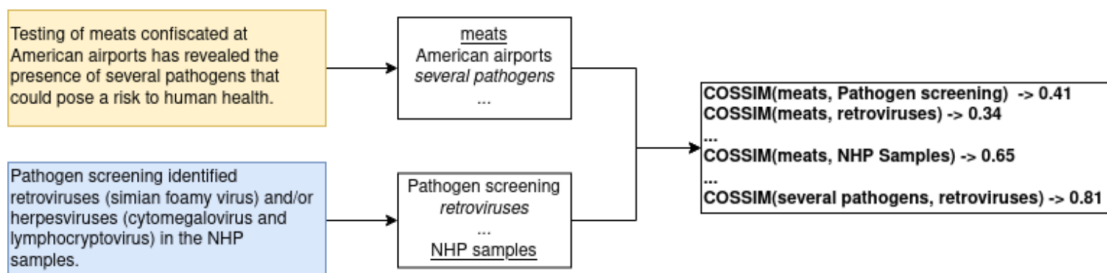 Testing of meats confiscated at
American airports has revealed the
presence of several pathogens that
could pose a risk to human health.
meats
American airports
several pathogens
...
Pathogen screening identified
retroviruses (simian foamy virus) and/or
herpesviruses (cytomegalovirus and
lymphocryptovirus) in the NHP
samples.
Pathogen screening
retroviruses
...
NHP samples
COSSIM(meats, Pathogen screening) -> 0.41
COSSIM(meats, retroviruses) -> 0.34
...
COSSIM(meats, NHP Samples) -> 0.65
...
COSSIM(several pathogens, retroviruses) -> 0.81